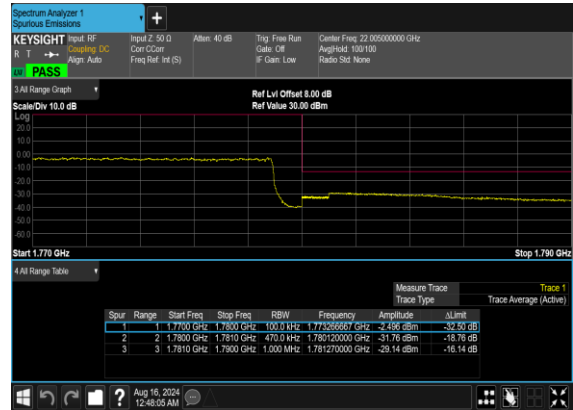 Spectrum Analyzer 1
Spurious Emissions
KEYSIGHT Input: RF Input Z: 50 Ω Atten: 40 dB Trig: Free Run Center Freq: 22.005000000 GHz
R T Coupling: DC Corr CCorr Gate: Off Avg|Hold: 100/100
Align: Auto Freq Ref: Int (S) IF Gain: Low Radio Std: None
PASS
3 All Range Graph
Ref Lvl Offset 8.00 dB
Scale/Div 10.0 dB Ref Value 30.00 dBm
Log
20.0
10.0
0.00
-10.0
-20.0
-30.0
-40.0
-50.0
-60.0
Start 1.770 GHz Stop 1.790 GHz
4 All Range Table
Measure Trace Trace 1
Trace Type Trace Average (Active)
Spur Range Start Freq Stop Freq RBW Frequency Amplitude ΔLimit
1 1 1.7700 GHz 1.7800 GHz 100.0 kHz 1.773266667 GHz -2.496 dBm -32.50 dB
2 2 1.7800 GHz 1.7810 GHz 470.0 kHz 1.780120000 GHz -31.76 dBm -18.76 dB
3 3 1.7810 GHz 1.7900 GHz 1.000 MHz 1.781270000 GHz -29.14 dBm -16.14 dB
? Aug 16, 2024
12:48:05 AM